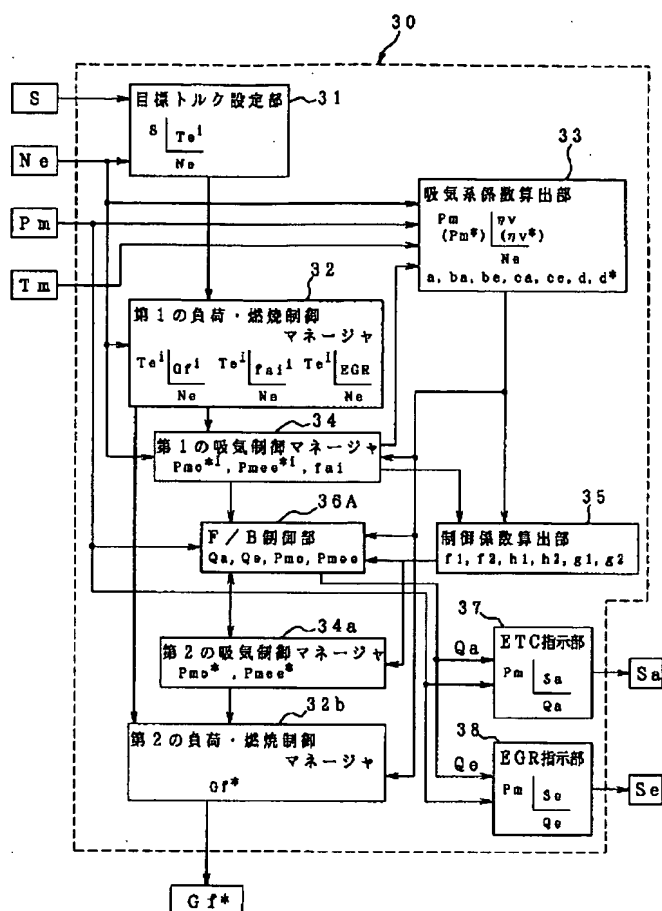 30
S
Ne
Pm
Tm
目標トルク設定部
31
S Te^i
Ne
33
吸気係数算出部
Pm ηv
(Pm*) (ηv*)
Ne
a, ba, be, ca, ce, d, d*
32
第1の負荷・燃焼制御
マネージャ
Te^i Gf^i Te^i fai^i Te^i EGR
Ne Ne Ne
34
第1の吸気制御マネージャ
Pmo*^i, Pmee*^i, fai
36A
F/B制御部
Qa, Qe, Pmo, Pmee
35
制御係数算出部
f1, f2, h1, h2, g1, g2
34a
第2の吸気制御マネージャ
Pmo*, Pmee*
37
Qa
ETC指示部
Pm Sa
Qa
Sa
32b
第2の負荷・燃焼制御
マネージャ
Gf*
38
Qe
EGR指示部
Pm Se
Qe
Se
Gf*